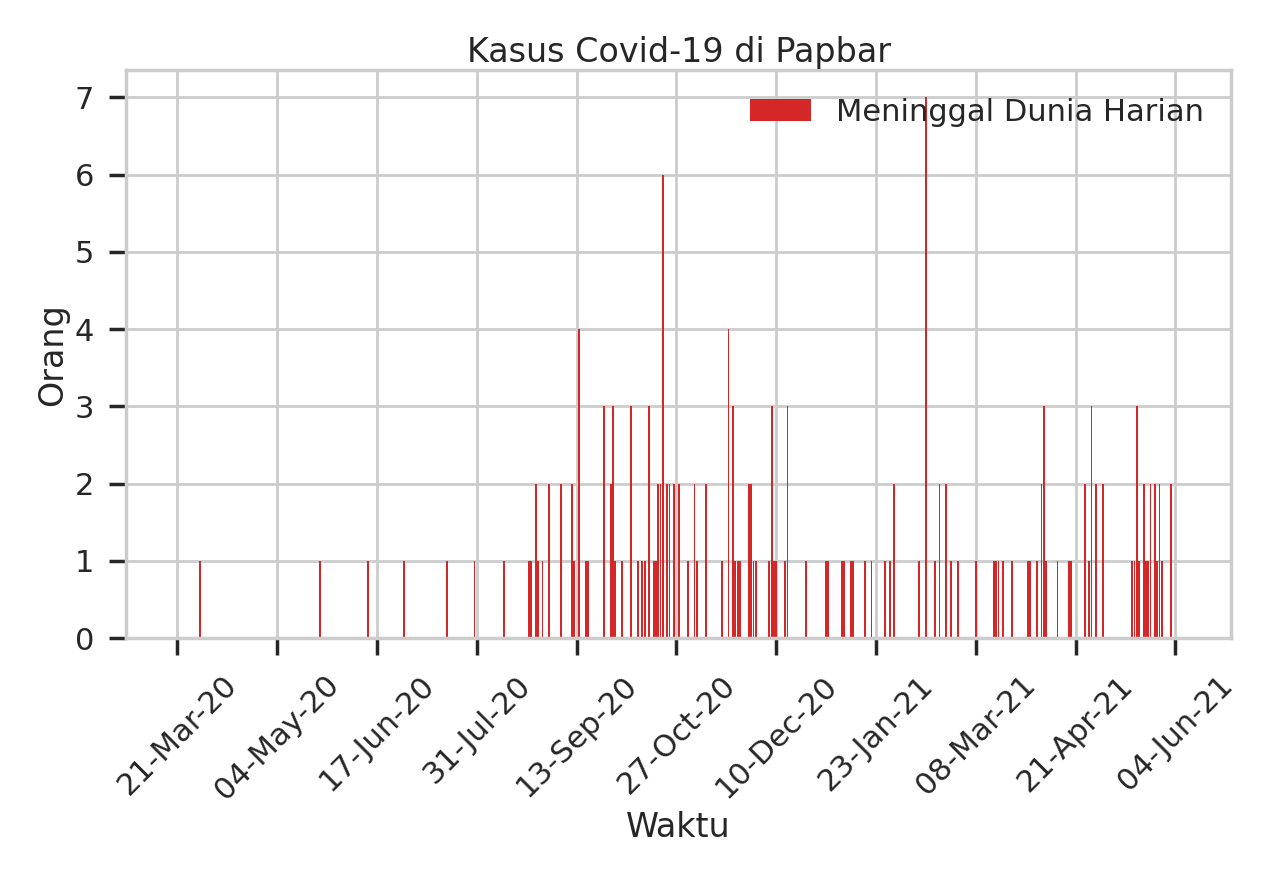 Kasus Covid-19 di Papbar
Meninggal Dunia Harian
Orang
7
6
5
4
3
2
1
0
21-Mar-20
04-May-20
17-Jun-20
31-Jul-20
13-Sep-20
27-Oct-20
10-Dec-20
23-Jan-21
08-Mar-21
21-Apr-21
04-Jun-21
Waktu